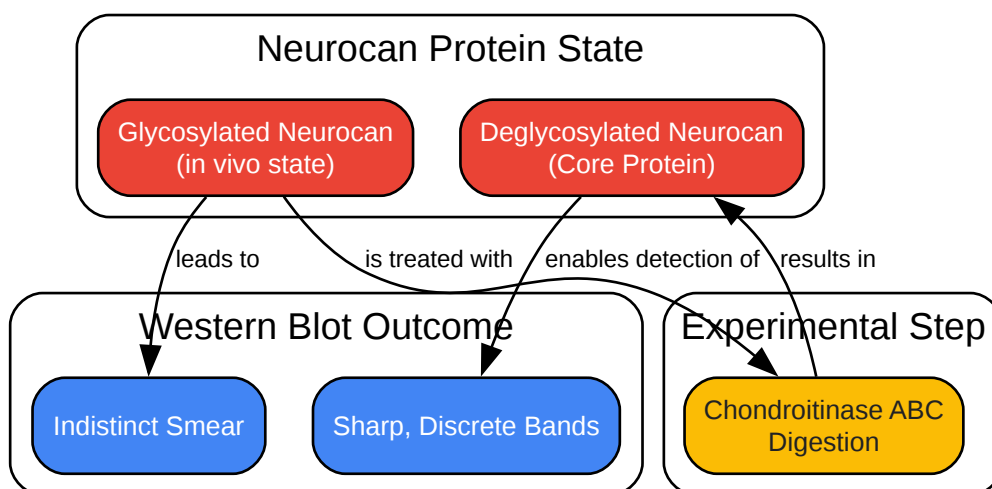 Neurocan Protein State
Glycosylated Neurocan
(in vivo state)
Deglycosylated Neurocan
(Core Protein)
leads to
is treated with
enables detection of
results in
Western Blot Outcome
Experimental Step
Indistinct Smear
Sharp, Discrete Bands
Chondroitinase ABC
Digestion